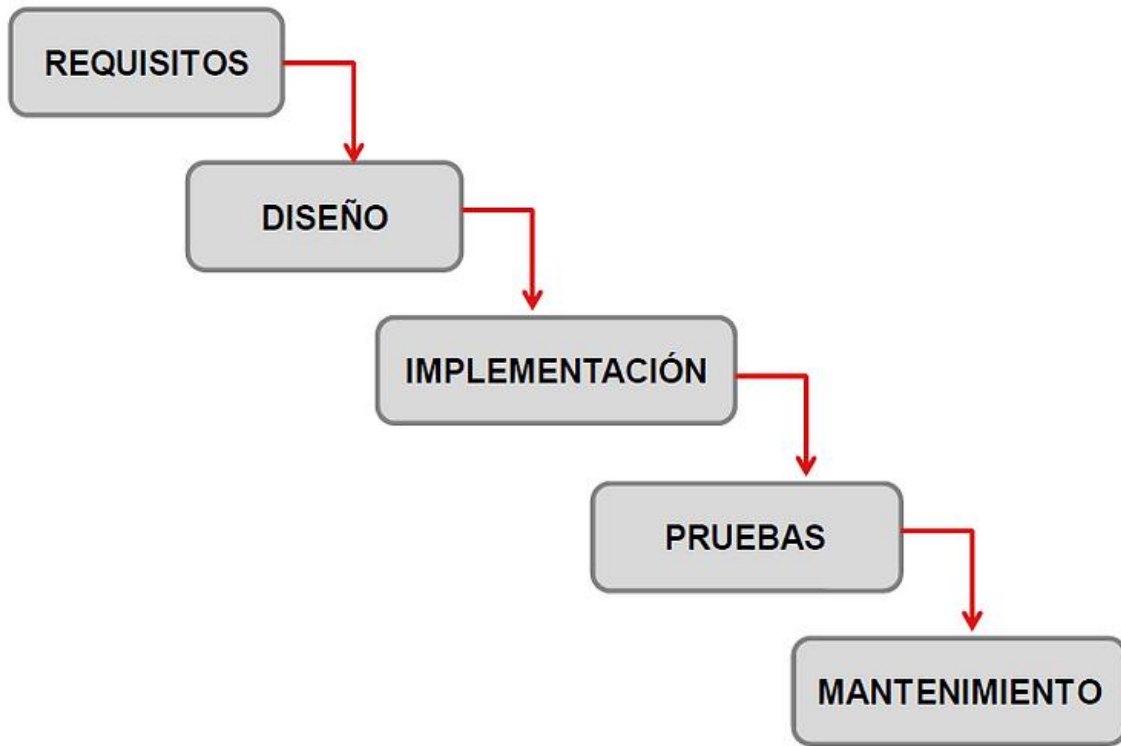 REQUISITOS
DISEÑO
IMPLEMENTACIÓN
PRUEBAS
MANTENIMIENTO